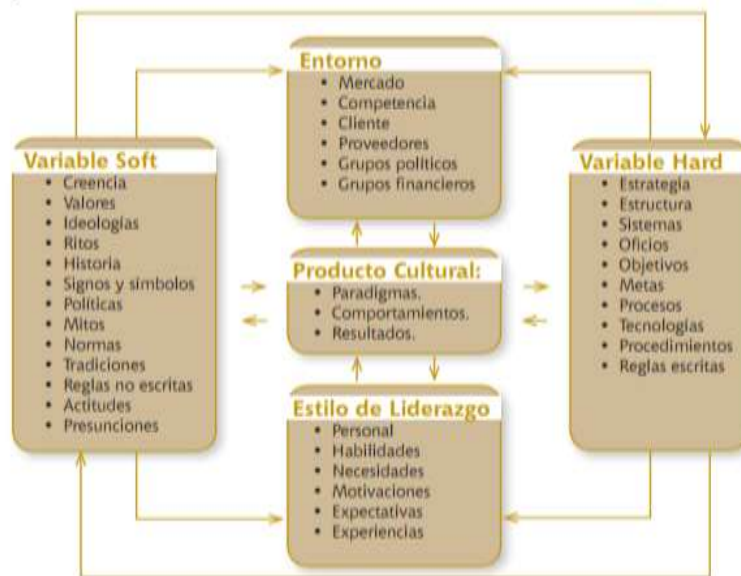 Entorno
• Mercado
• Competencia
• Cliente
• Proveedores
• Grupos políticos
• Grupos financieros
Variable Soft
• Creencia
• Valores
• Ideologías
• Ritos
• Historia
• Signos y símbolos
• Políticas
• Mitos
• Normas
• Tradiciones
• Reglas no escritas
• Actitudes
• Presunciones
Producto Cultural:
• Paradigmas.
• Comportamientos.
• Resultados.
Variable Hard
• Estrategia
• Estructura
• Sistemas
• Oficios
• Objetivos
• Metas
• Procesos
• Tecnologías
• Procedimientos
• Reglas escritas
Estilo de Liderazgo
• Personal
• Habilidades
• Necesidades
• Motivaciones
• Expectativas
• Experiencias